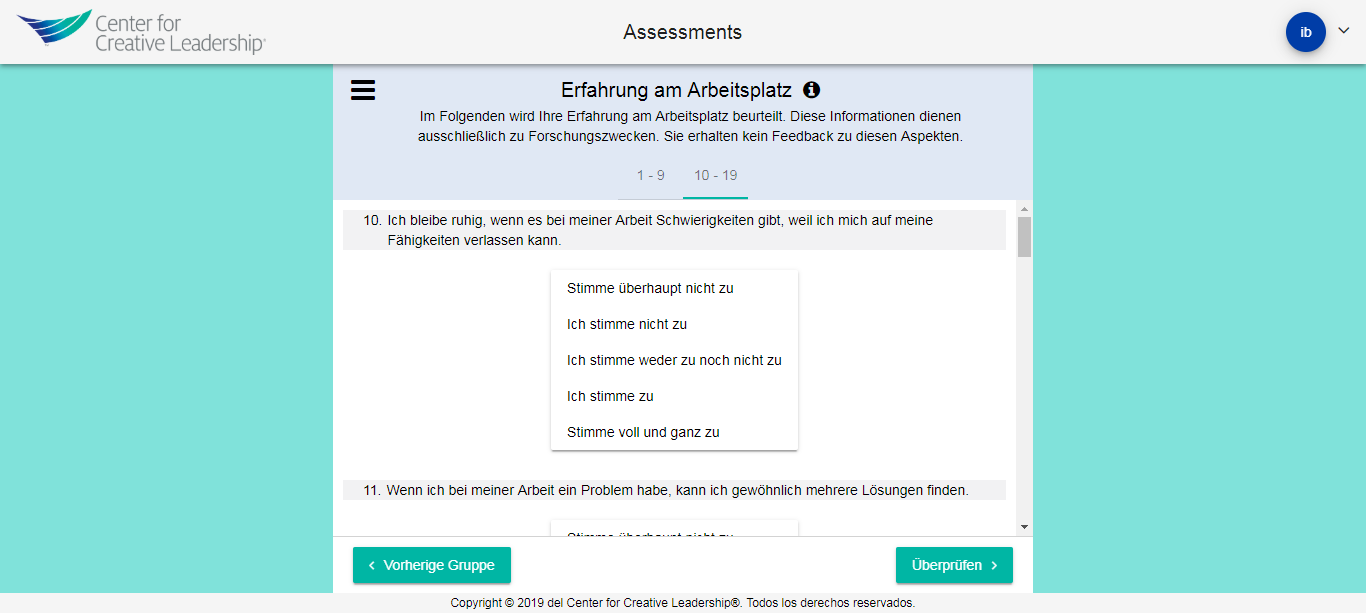 Center for
Creative Leadership®
Assessments
ib
Erfahrung am Arbeitsplatz
Im Folgenden wird Ihre Erfahrung am Arbeitsplatz beurteilt. Diese Informationen dienen
ausschließlich zu Forschungszwecken. Sie erhalten kein Feedback zu diesen Aspekten.
1 - 9 10 - 19
10. Ich bleibe ruhig, wenn es bei meiner Arbeit Schwierigkeiten gibt, weil ich mich auf meine
Fähigkeiten verlassen kann.
Stimme überhaupt nicht zu
Ich stimme nicht zu
Ich stimme weder zu noch nicht zu
Ich stimme zu
Stimme voll und ganz zu
11. Wenn ich bei meiner Arbeit ein Problem habe, kann ich gewöhnlich mehrere Lösungen finden.
Stimme überhaupt nicht zu
Vorherige Gruppe
Überprüfen
Copyright © 2019 del Center for Creative Leadership®. Todos los derechos reservados.